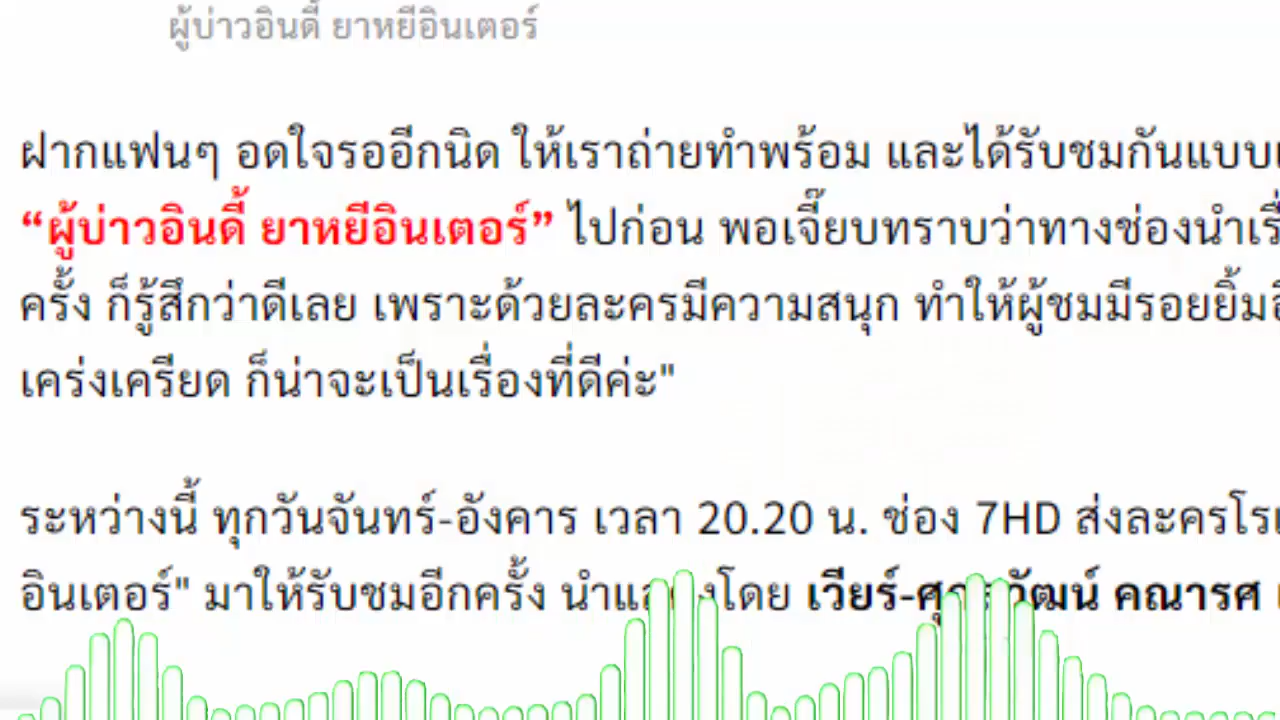 ผู้บ่าวอินดี้ ยาหยีอินเตอร์
ฝากแฟนๆ อดใจรออีกนิด ให้เราถ่ายทำพร้อม และได้รับชมกันแบบ
“ผู้บ่าวอินดี้ ยาหยีอินเตอร์” ไปก่อน พอเจี๊ยบทราบว่าทางช่องนำ
ครั้ง ก็รู้สึกว่าดีเลย เพราะด้วยละครมีความสนุก ทำให้ผู้ชมมีรอยยิ้ม
เคร่งเครียด ก็น่าจะเป็นเรื่องที่ดีค่ะ"
ระหว่างนี้ ทุกวันจันทร์-อังคาร เวลา 20.20 น. ช่อง 7HD ส่งละคร
อินเตอร์" มาให้รับชมอีกครั้ง นำแสดงโดย เวียร์-ศุกลวัฒน์ คณารศ